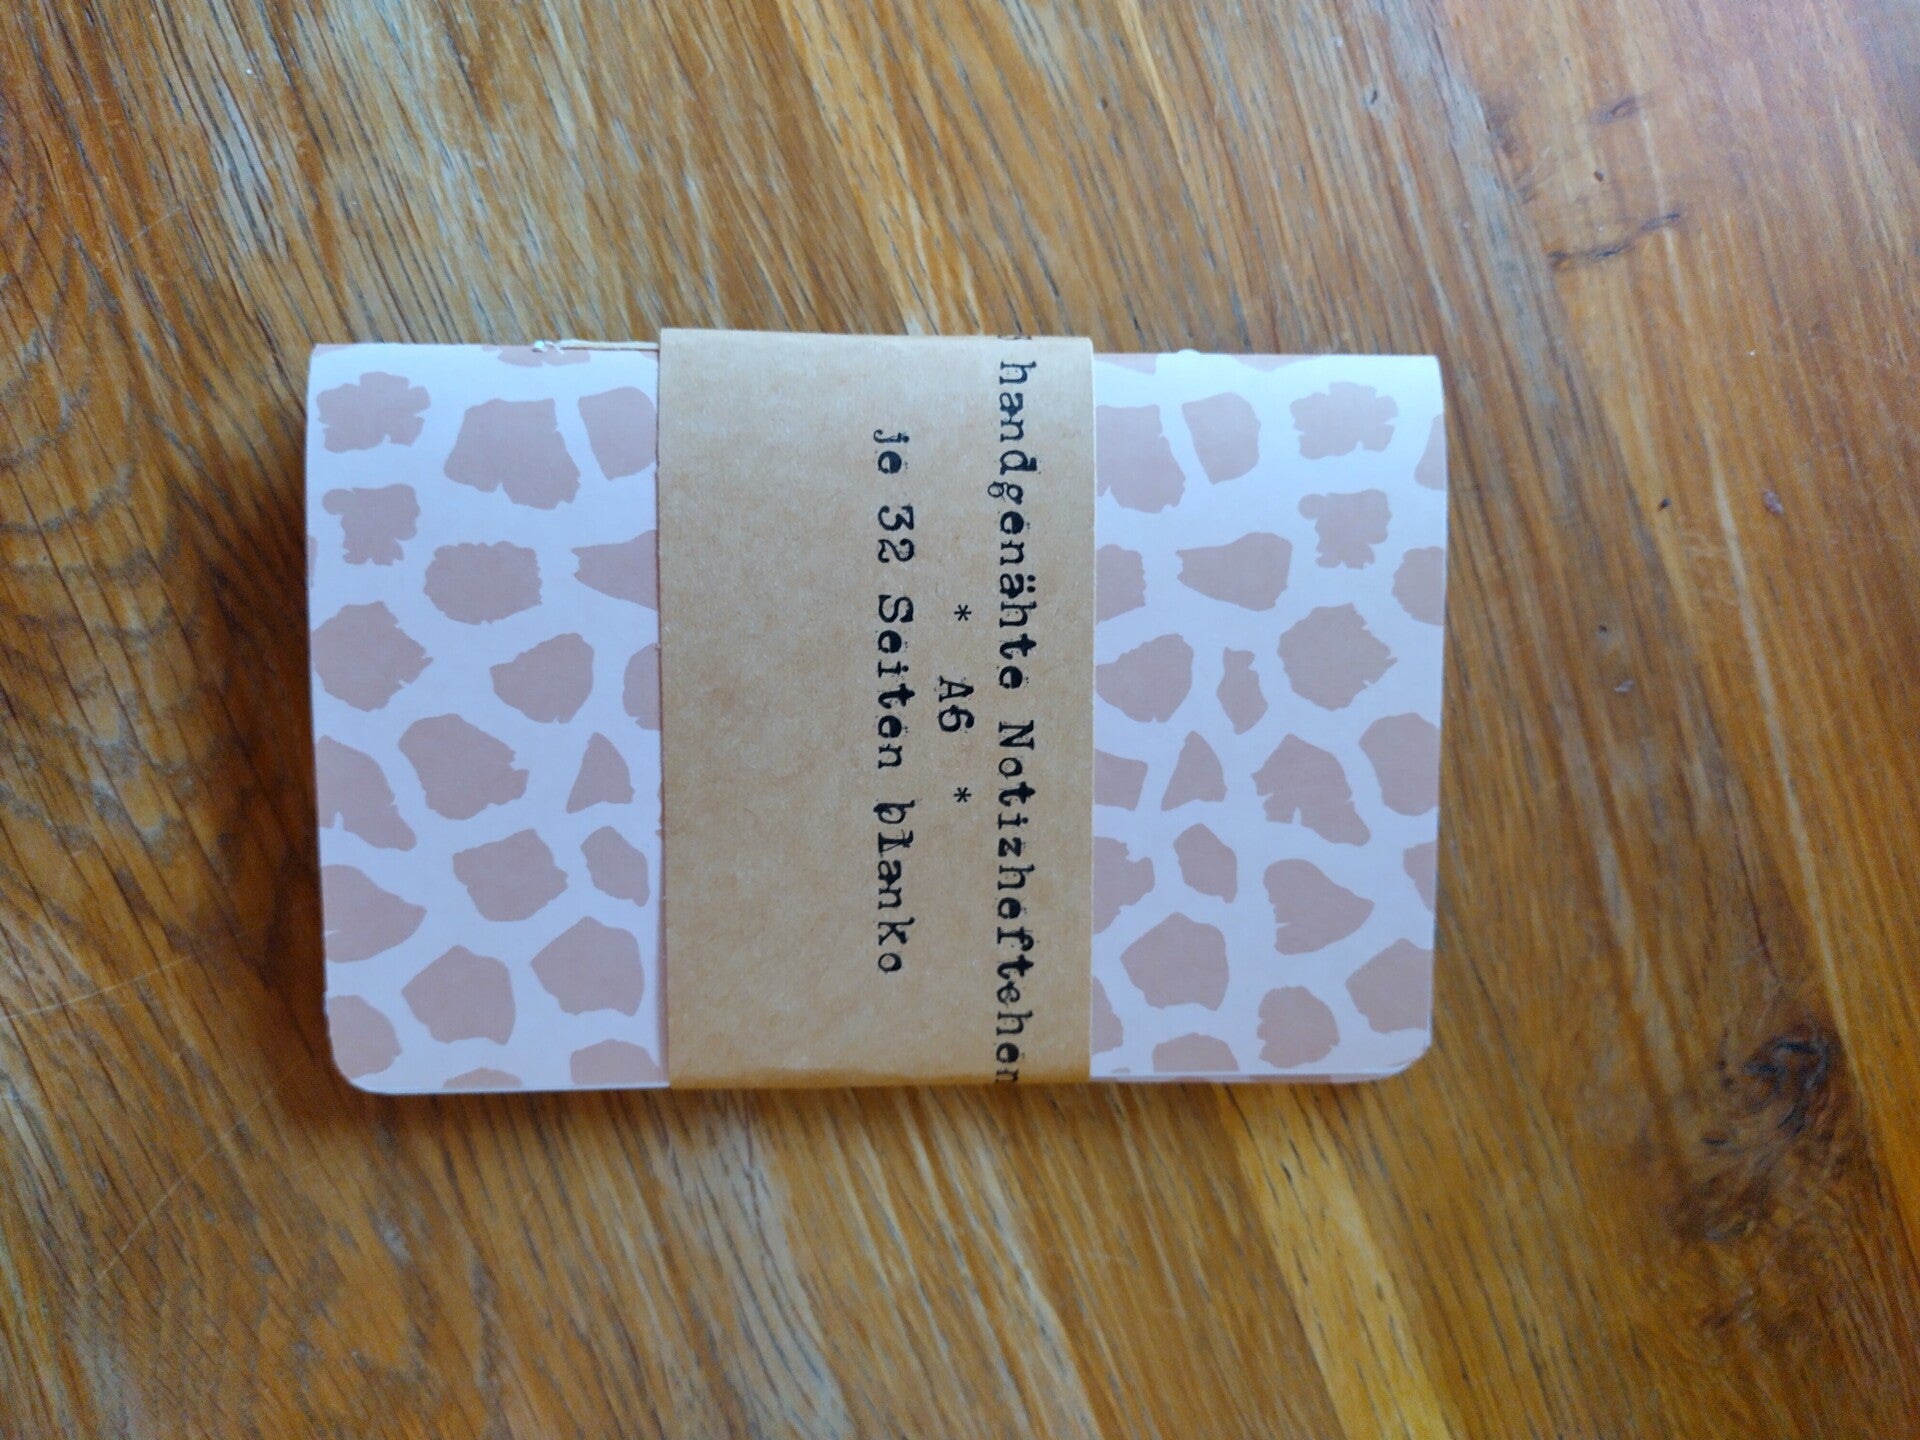 handgenähte Notizheftchen
* A6 *
je 32 Seiten blanko